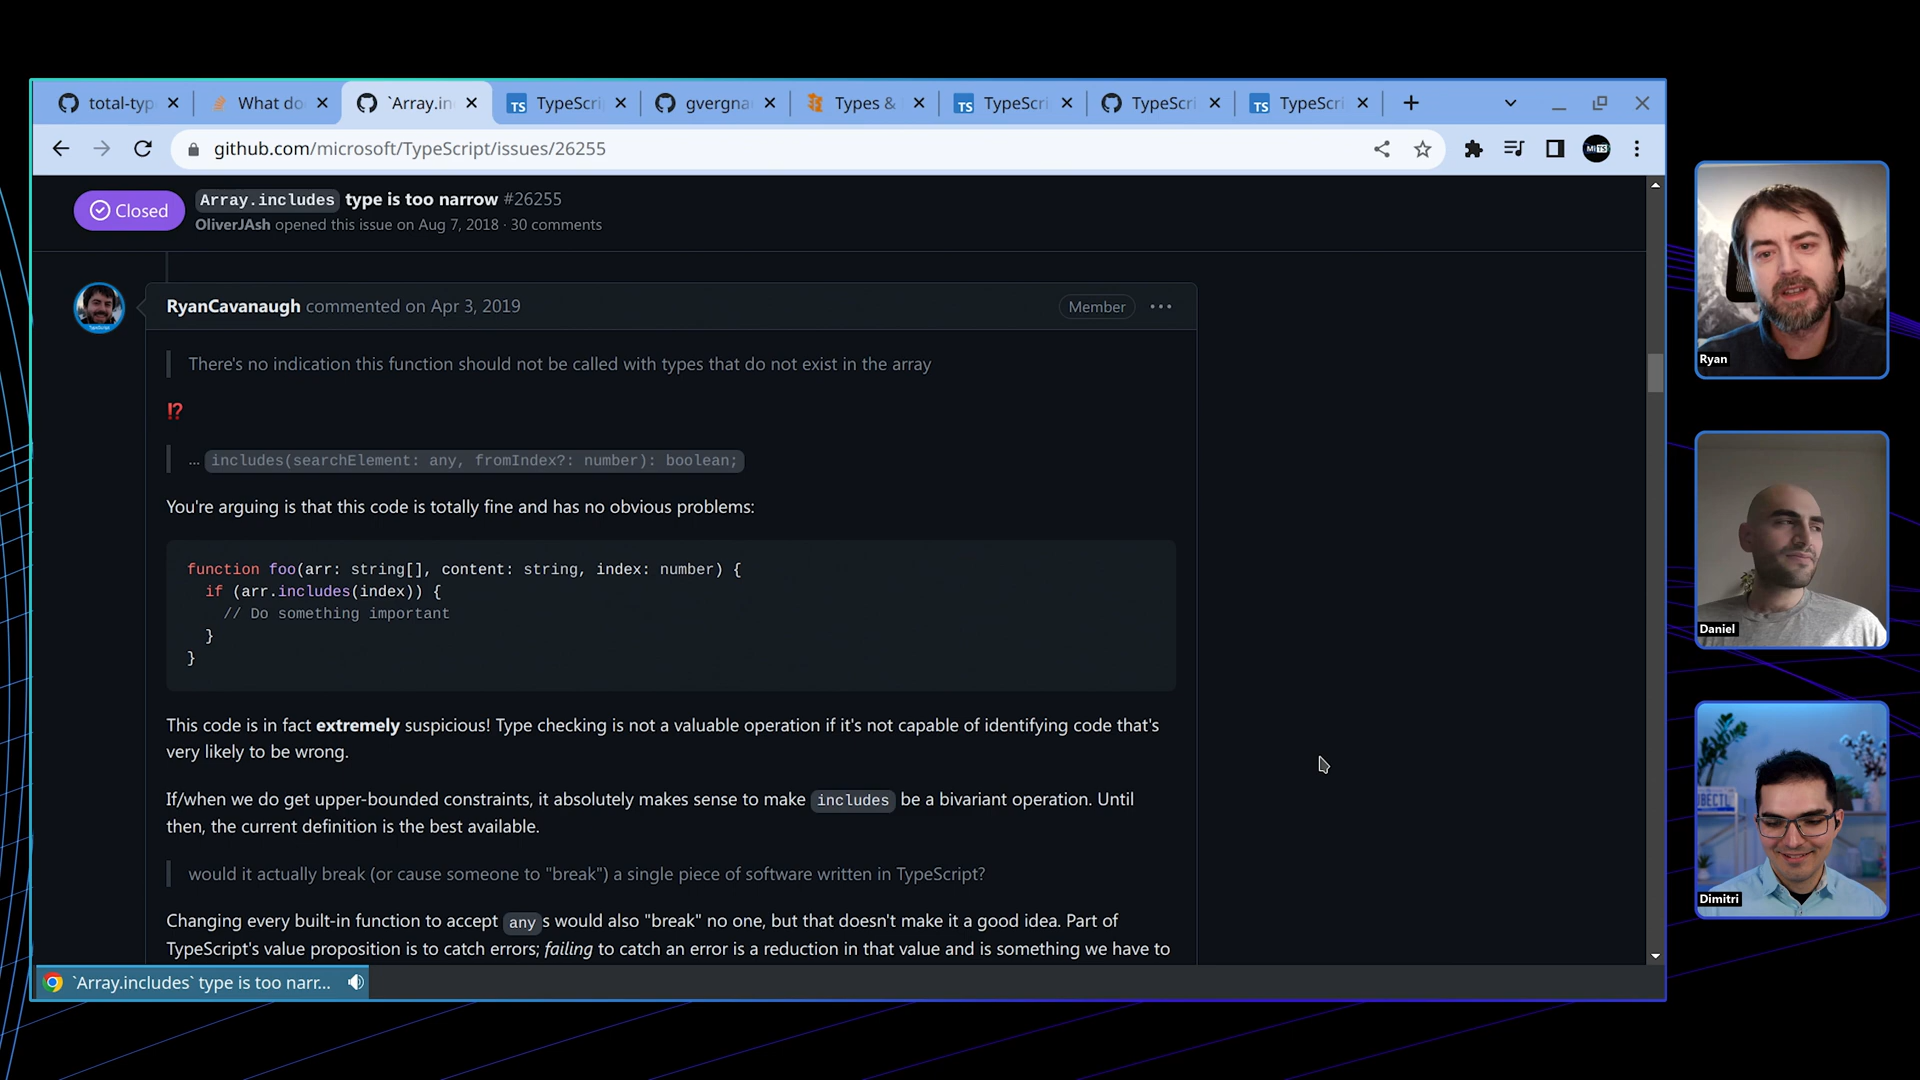 total-typ
What do
`Array.in
TypeScri
gvergna
Types &
TypeScri
TypeScri
TypeScri
github.com/microsoft/TypeScript/issues/26255
Closed
Array.includes type is too narrow #26255
OliverJAsh opened this issue on Aug 7, 2018 · 30 comments
RyanCavanaugh commented on Apr 3, 2019
Member
There's no indication this function should not be called with types that do not exist in the array
⁉
... includes(searchElement: any, fromIndex?: number): boolean;
You're arguing is that this code is totally fine and has no obvious problems:
function foo(arr: string[], content: string, index: number) {
if (arr.includes(index)) {
// Do something important
}
}
This code is in fact extremely suspicious! Type checking is not a valuable operation if it's not capable of identifying code that's
very likely to be wrong.
If/when we do get upper-bounded constraints, it absolutely makes sense to make includes be a bivariant operation. Until
then, the current definition is the best available.
would it actually break (or cause someone to "break") a single piece of software written in TypeScript?
Changing every built-in function to accept any s would also "break" no one, but that doesn't make it a good idea. Part of
TypeScript's value proposition is to catch errors; failing to catch an error is a reduction in that value and is something we have to
`Array.includes` type is too narr...
Ryan
Daniel
Dimitri